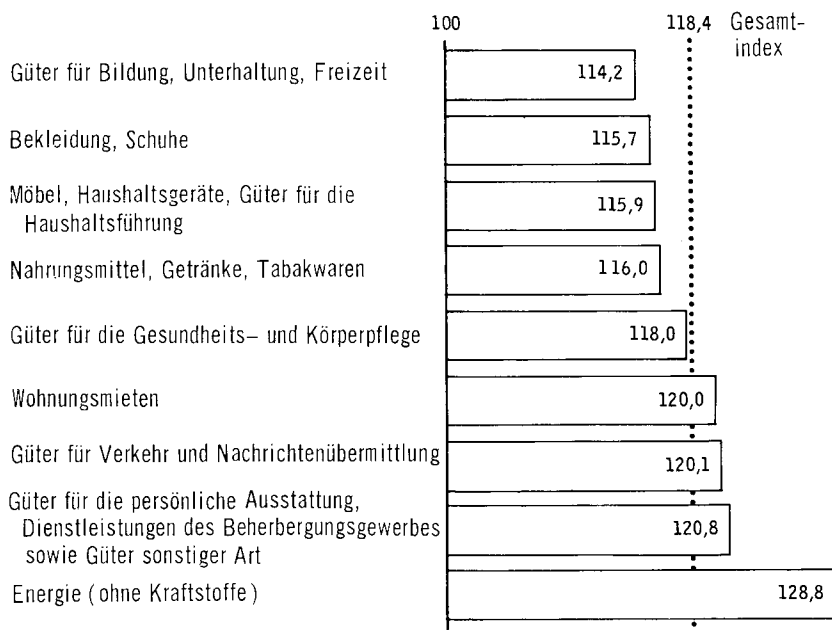 100 118,4 Gesamt-
index
Güter für Bildung, Unterhaltung, Freizeit 114,2
Bekleidung, Schuhe 115,7
Möbel, Haushaltsgeräte, Güter für die
Haushaltsführung 115,9
Nahrungsmittel, Getränke, Tabakwaren 116,0
Güter für die Gesundheits- und Körperpflege 118,0
Wohnungsmieten 120,0
Güter für Verkehr und Nachrichtenübermittlung 120,1
Güter für die persönliche Ausstattung,
Dienstleistungen des Beherbergungsgewerbes 120,8
sowie Güter sonstiger Art
Energie (ohne Kraftstoffe) 128,8